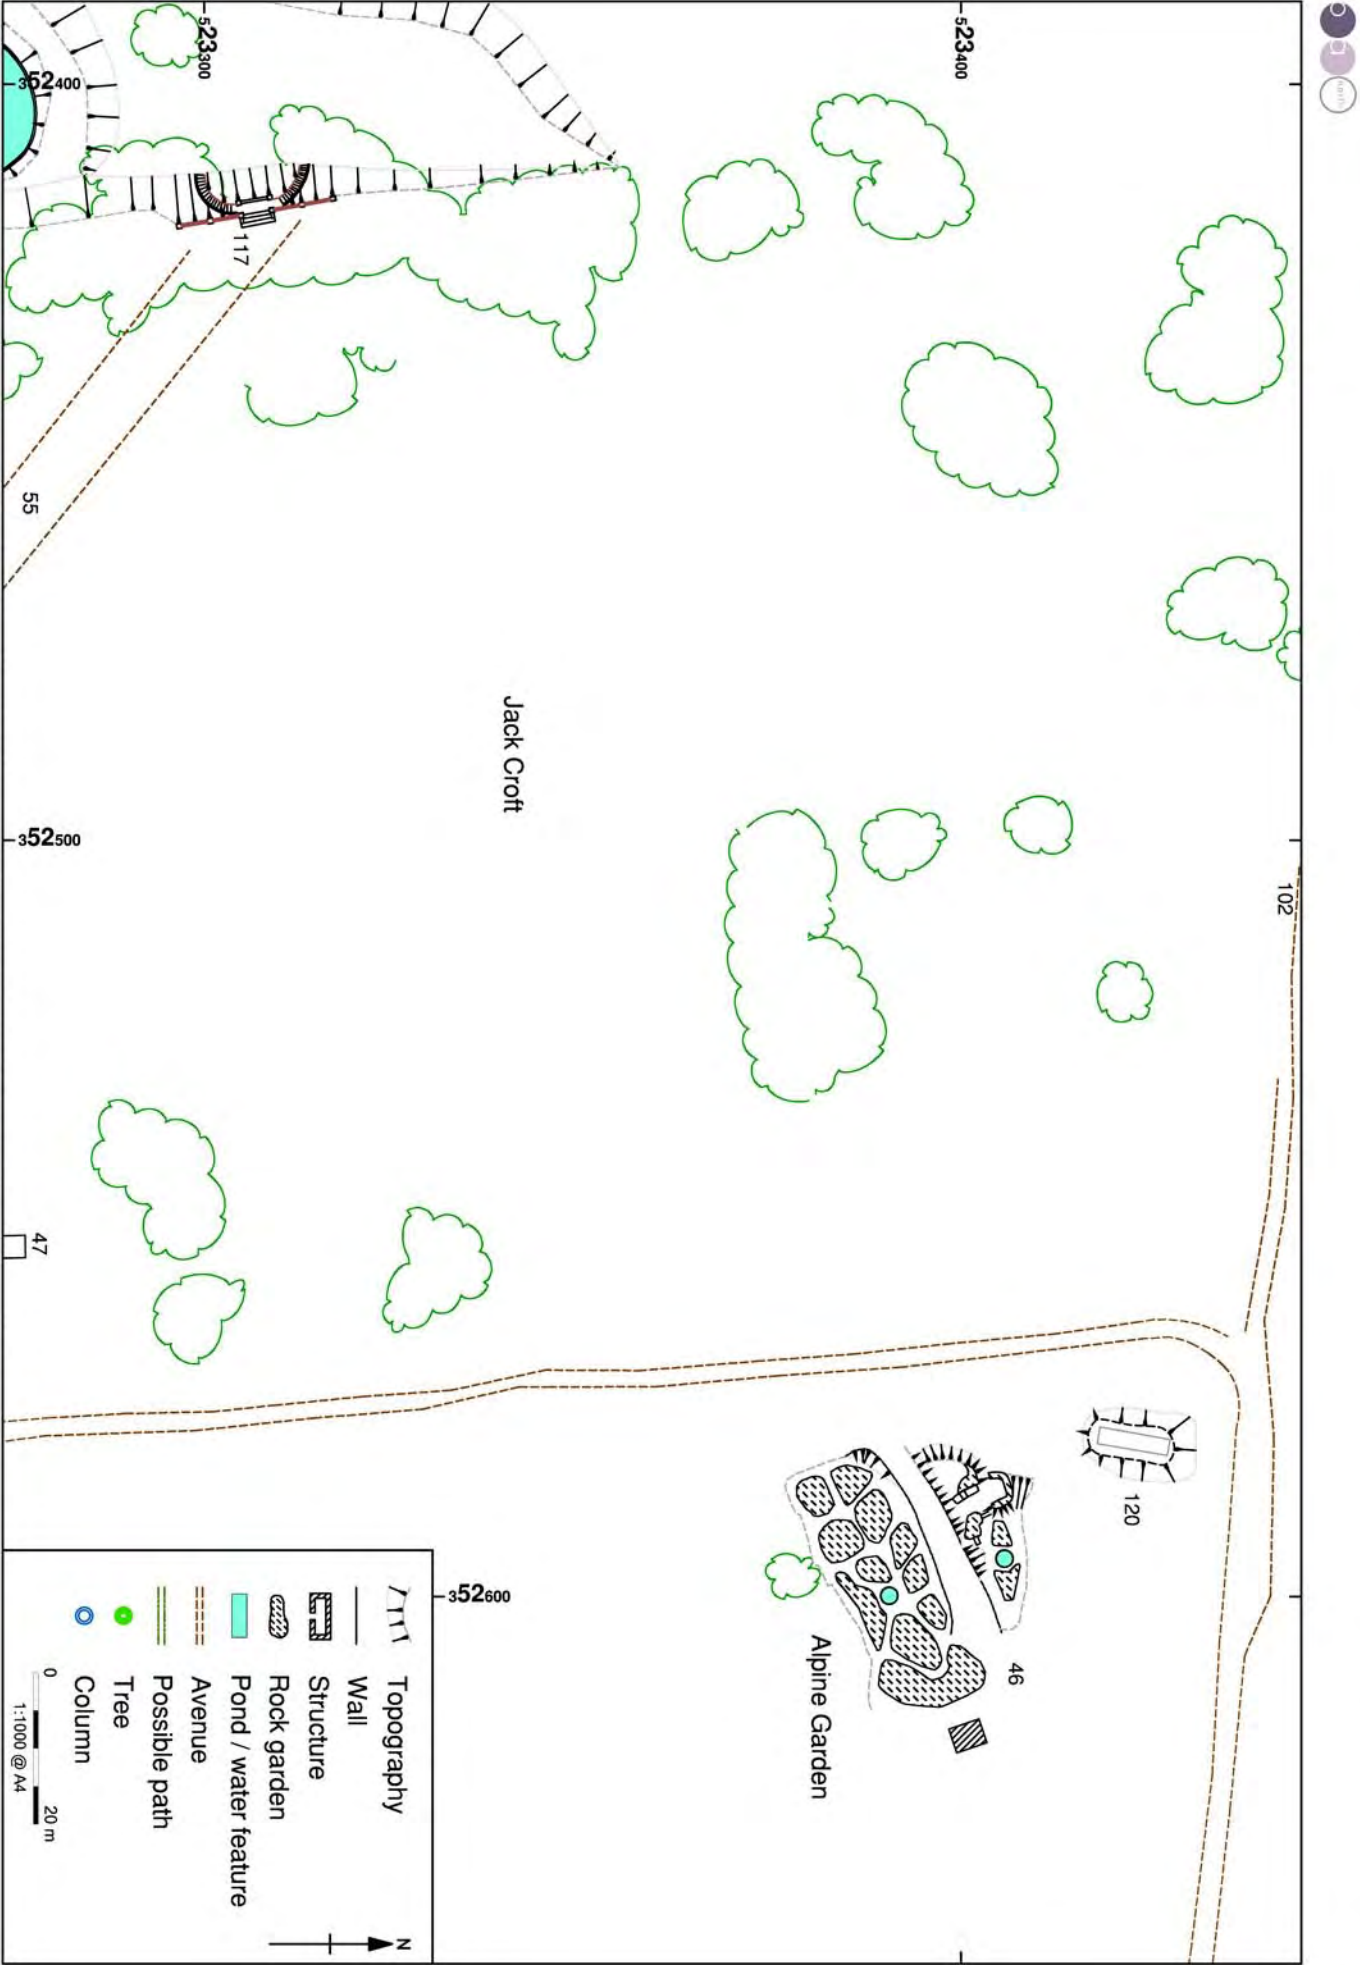 oa
102
120
46
523400
Alpine Garden
Jack Croft
117
523300
55
47
352400
352500
352600
N
Topography
Wall
Structure
Rock garden
Pond / water feature
Avenue
Possible path
Tree
Column
0 20 m
1:1000 @ A4